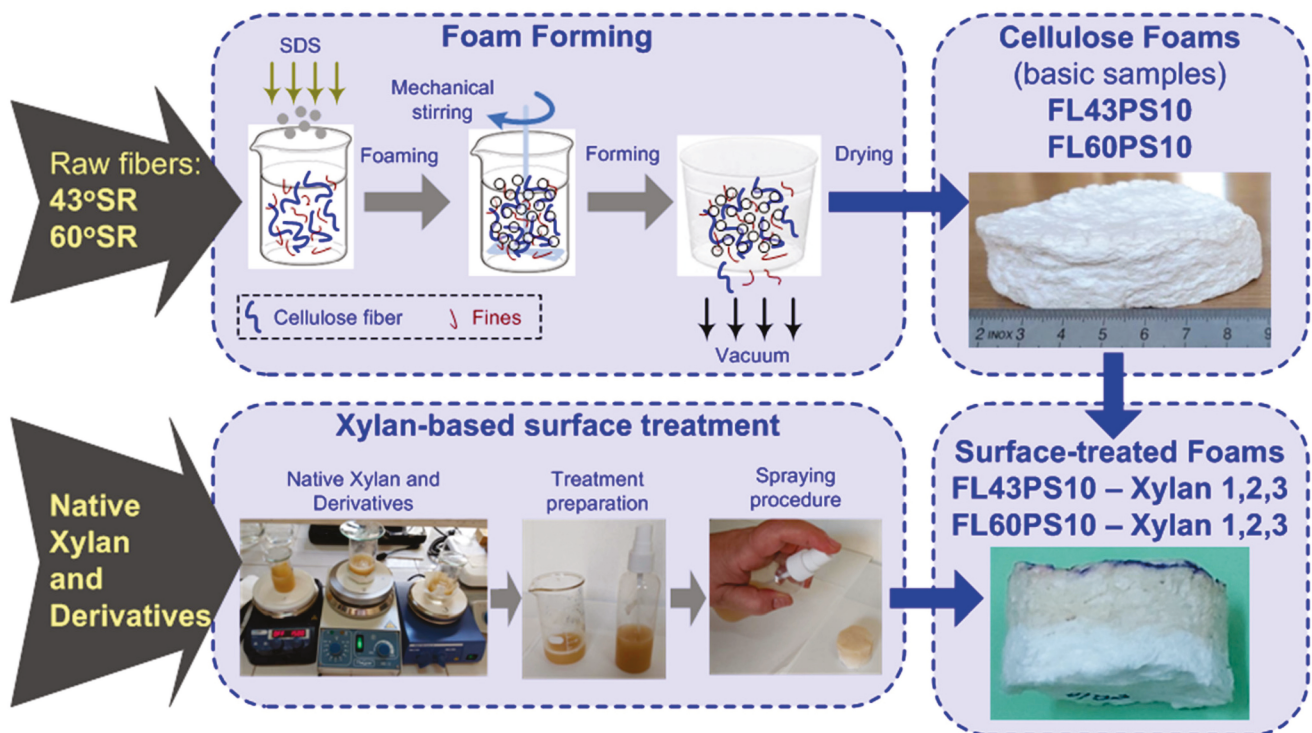 Raw fibers:
43ºSR
60ºSR
Foam Forming
SDS
Foaming
Mechanical
stirring
Forming
Drying
Cellulose fiber
Fines
Vacuum
Cellulose Foams
(basic samples)
FL43PS10
FL60PS10
2 INOX 3 4 5 6 7 8 9
Native
Xylan
and
Derivatives
Xylan-based surface treatment
Native Xylan and
Derivatives
Treatment
preparation
Spraying
procedure
Surface-treated Foams
FL43PS10 – Xylan 1,2,3
FL60PS10 – Xylan 1,2,3